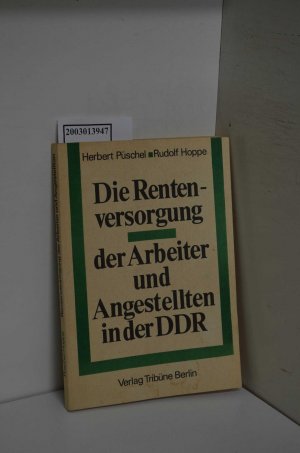 2003013947
Herbert Püschel ■ Rudolf Hoppe
Die Renten-
versorgung
der Arbeiter
und
Angestellten
in der DDR
Verlag Tribüne Berlin